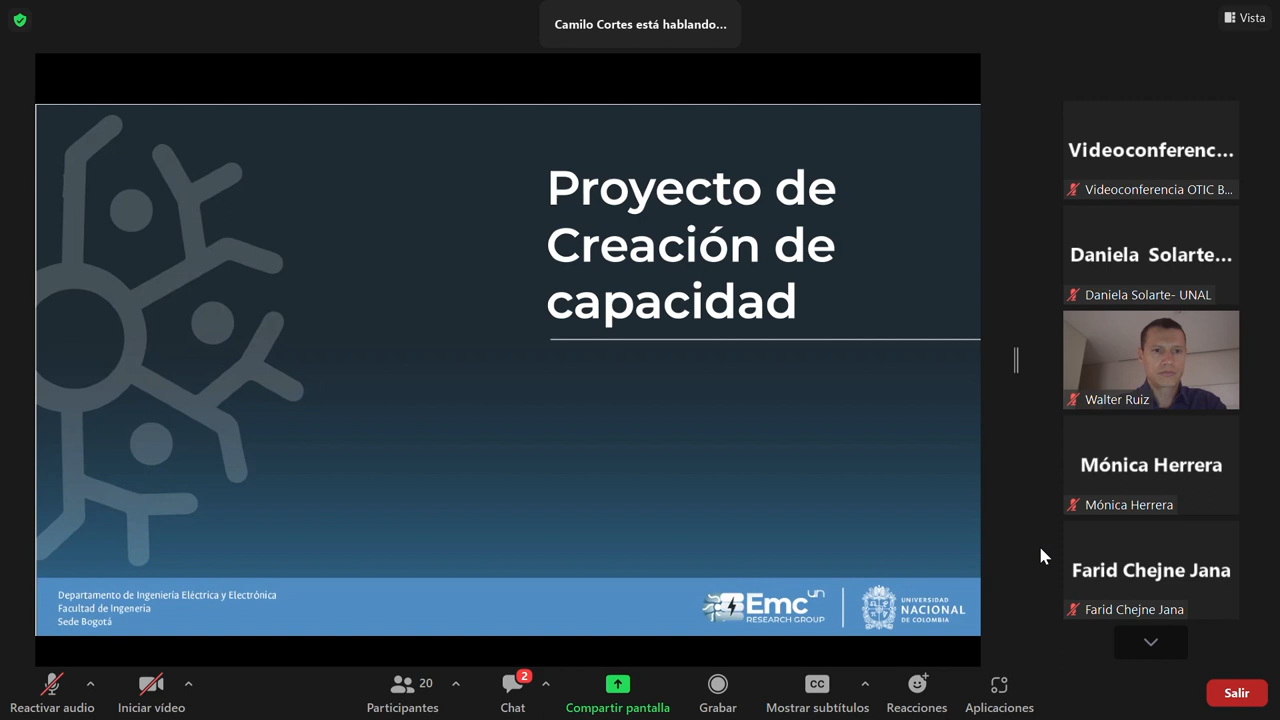 Camilo Cortes está hablando...
Vista
Proyecto de
Creación de
capacidad
Departamento de Ingeniería Eléctrica y Electrónica
Facultad de Ingeneria
Sede Bogotá
Emc un
RESEARCH GROUP
UNIVERSIDAD
NACIONAL
DE COLOMBIA
Videoconferenc...
Videoconferencia OTIC B...
Daniela Solarte...
Daniela Solarte- UNAL
Walter Ruiz
Mónica Herrera
Mónica Herrera
Farid Chejne Jana
Farid Chejne Jana
Reactivar audio
Iniciar vídeo
20
Participantes
2
Chat
Compartir pantalla
Grabar
CC
Mostrar subtítulos
Reacciones
Aplicaciones
Salir